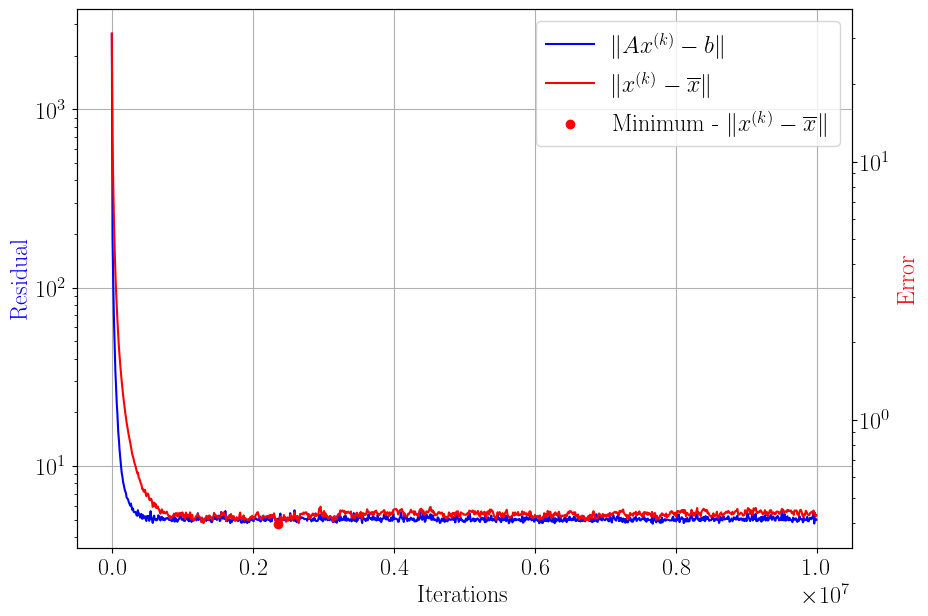 ‖Ax^(k) − b‖
‖x^(k) − x̅‖
Minimum - ‖x^(k) − x̅‖
10^3
10^2
10^1
Residual
10^1
10^0
Error
0.0 0.2 0.4 0.6 0.8 1.0
Iterations
×10^7